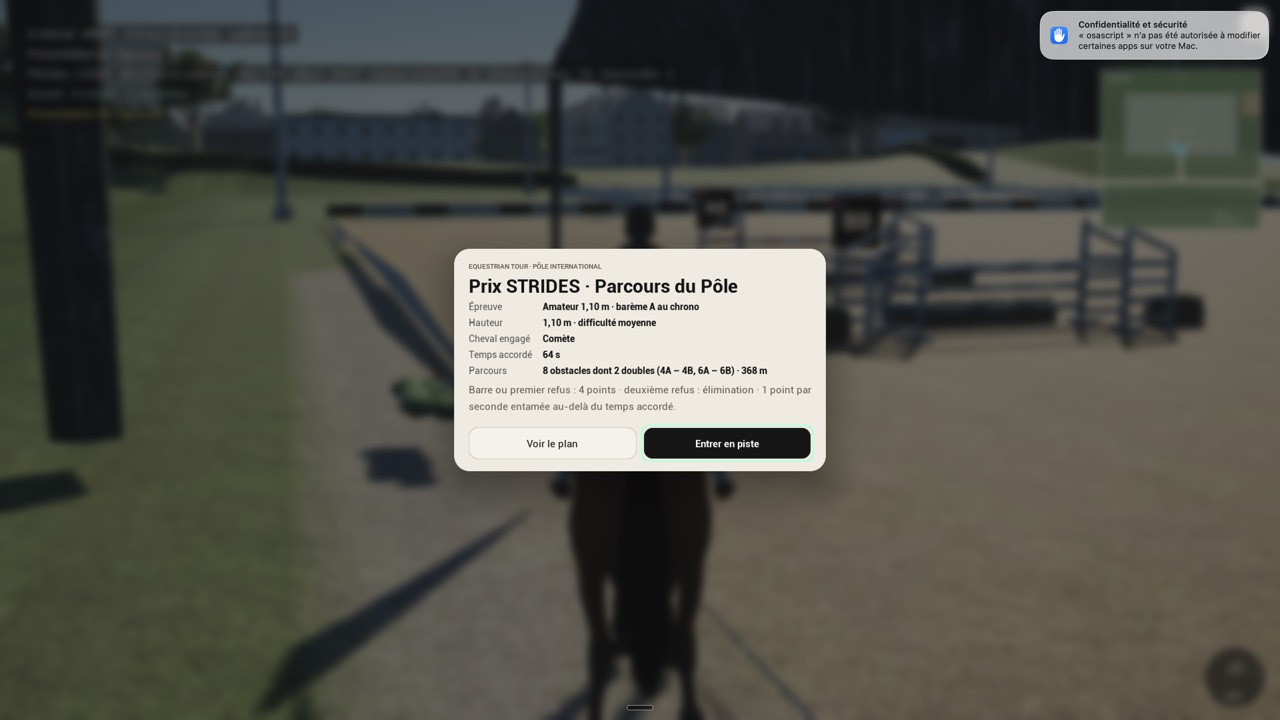 Confidentialité et sécurité
« osascript » n'a pas été autorisée à modifier
certaines apps sur votre Mac.
EQUESTRIAN TOUR · PÔLE INTERNATIONAL
Prix STRIDES · Parcours du Pôle
Épreuve Amateur 1,10 m · barème A au chrono
Hauteur 1,10 m · difficulté moyenne
Cheval engagé Comète
Temps accordé 64 s
Parcours 8 obstacles dont 2 doubles (4A – 4B, 6A – 6B) · 368 m
Barre ou premier refus : 4 points · deuxième refus : élimination · 1 point par
seconde entamée au-delà du temps accordé.
Voir le plan Entrer en piste